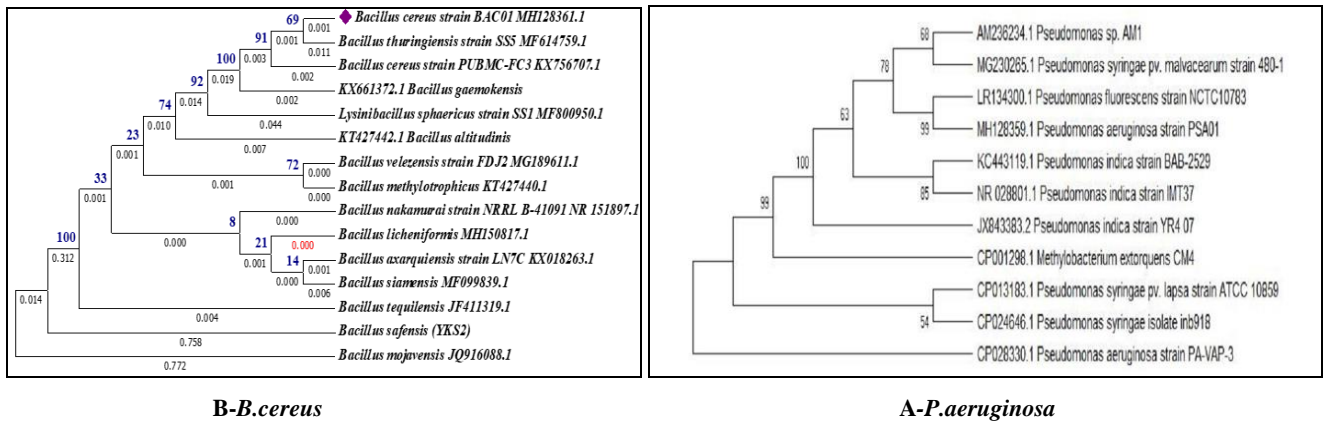 69
Bacillus cereus strain BAC01 MH128361.1
0.001
91
0.001
Bacillus thuringiensis strain SS5 MF614759.1
0.011
100
0.003
Bacillus cereus strain PUBMC-FC3 KX756707.1
0.002
92
0.019
KX661372.1 Bacillus gaemokensis
0.002
74
0.014
Lysinibacillus sphaericus strain SS1 MF800950.1
0.044
23
0.010
KT427442.1 Bacillus altitudinis
0.007
33
0.001
72
Bacillus velezensis strain FDJ2 MG189611.1
0.000
0.001
Bacillus methylotrophicus KT427440.1
0.000
0.001
8
Bacillus nakamurai strain NRRL B-41091 NR 151897.1
0.000
100
0.000
21
Bacillus licheniformis MH150817.1
0.000
0.001
14
Bacillus axarquiensis strain LN7C KX018263.1
0.001
0.312
0.000
Bacillus siamensis MF099839.1
0.006
0.014
Bacillus tequilensis JF411319.1
0.004
Bacillus safensis (YKS2)
0.758
Bacillus mojavensis JQ916088.1
0.772
B-B.cereus
68
AM236234.1 Pseudomonas sp. AM1
78
MG230265.1 Pseudomonas syringae pv. malvacearum strain 480-1
LR134300.1 Pseudomonas fluorescens strain NCTC10783
63
99
MH128359.1 Pseudomonas aeruginosa strain PSA01
100
KC443119.1 Pseudomonas indica strain BAB-2529
85
NR 028801.1 Pseudomonas indica strain IMT37
99
JX843383.2 Pseudomonas indica strain YR4 07
CP001298.1 Methylobacterium extorquens CM4
CP013183.1 Pseudomonas syringae pv. lapsa strain ATCC 10859
54
CP024646.1 Pseudomonas syringae isolate inb918
CP028330.1 Pseudomonas aeruginosa strain PA-VAP-3
A-P.aeruginosa